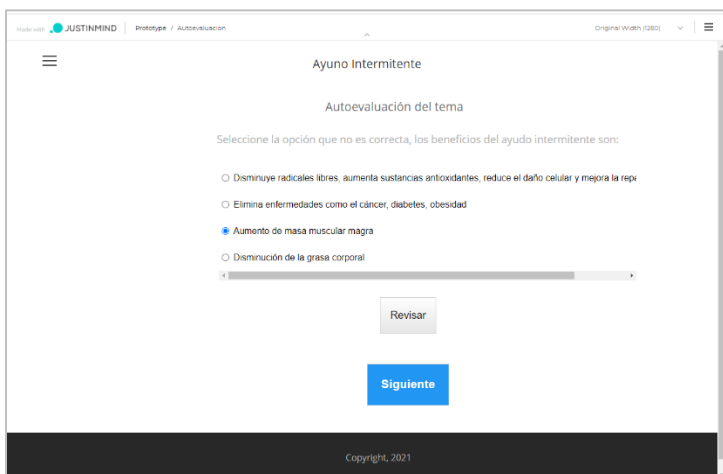 Made with JUSTINMIND Prototype / Autoevaluacion Original Width (1280)
Ayuno Intermitente
Autoevaluación del tema
Seleccione la opción que no es correcta, los beneficios del ayudo intermitente son:
Disminuye radicales libres, aumenta sustancias antioxidantes, reduce el daño celular y mejora la repa
Elimina enfermedades como el cáncer, diabetes, obesidad
Aumento de masa muscular magra
Disminución de la grasa corporal
Revisar
Siguiente
Copyright, 2021